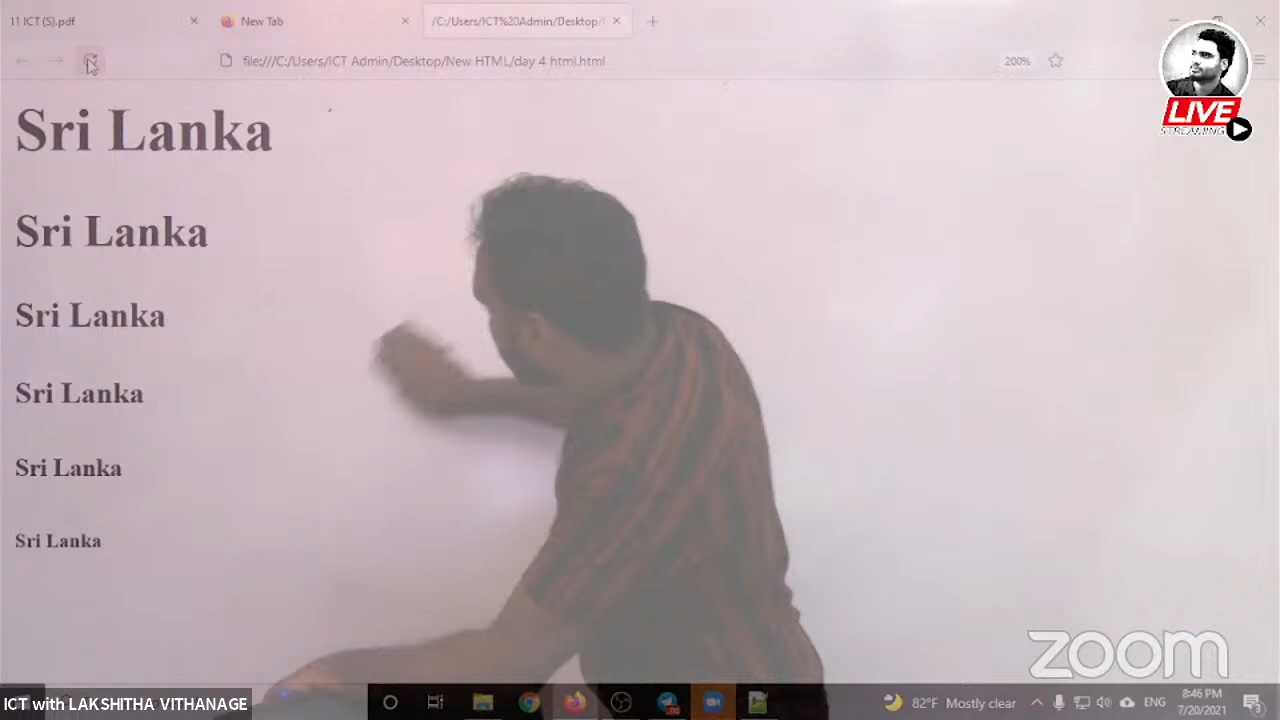 11 ICT (S).pdf
New Tab
/C:/Users/ICT%20Admin/Desktop/
file:///C:/Users/ICT Admin/Desktop/New HTML/day 4 html.html
200%
LIVE
STREAMING
Sri Lanka
Sri Lanka
Sri Lanka
Sri Lanka
Sri Lanka
Sri Lanka
zoom
ICT with LAKSHITHA VITHANAGE
82°F Mostly clear
ENG
8:46 PM
7/20/2021
3